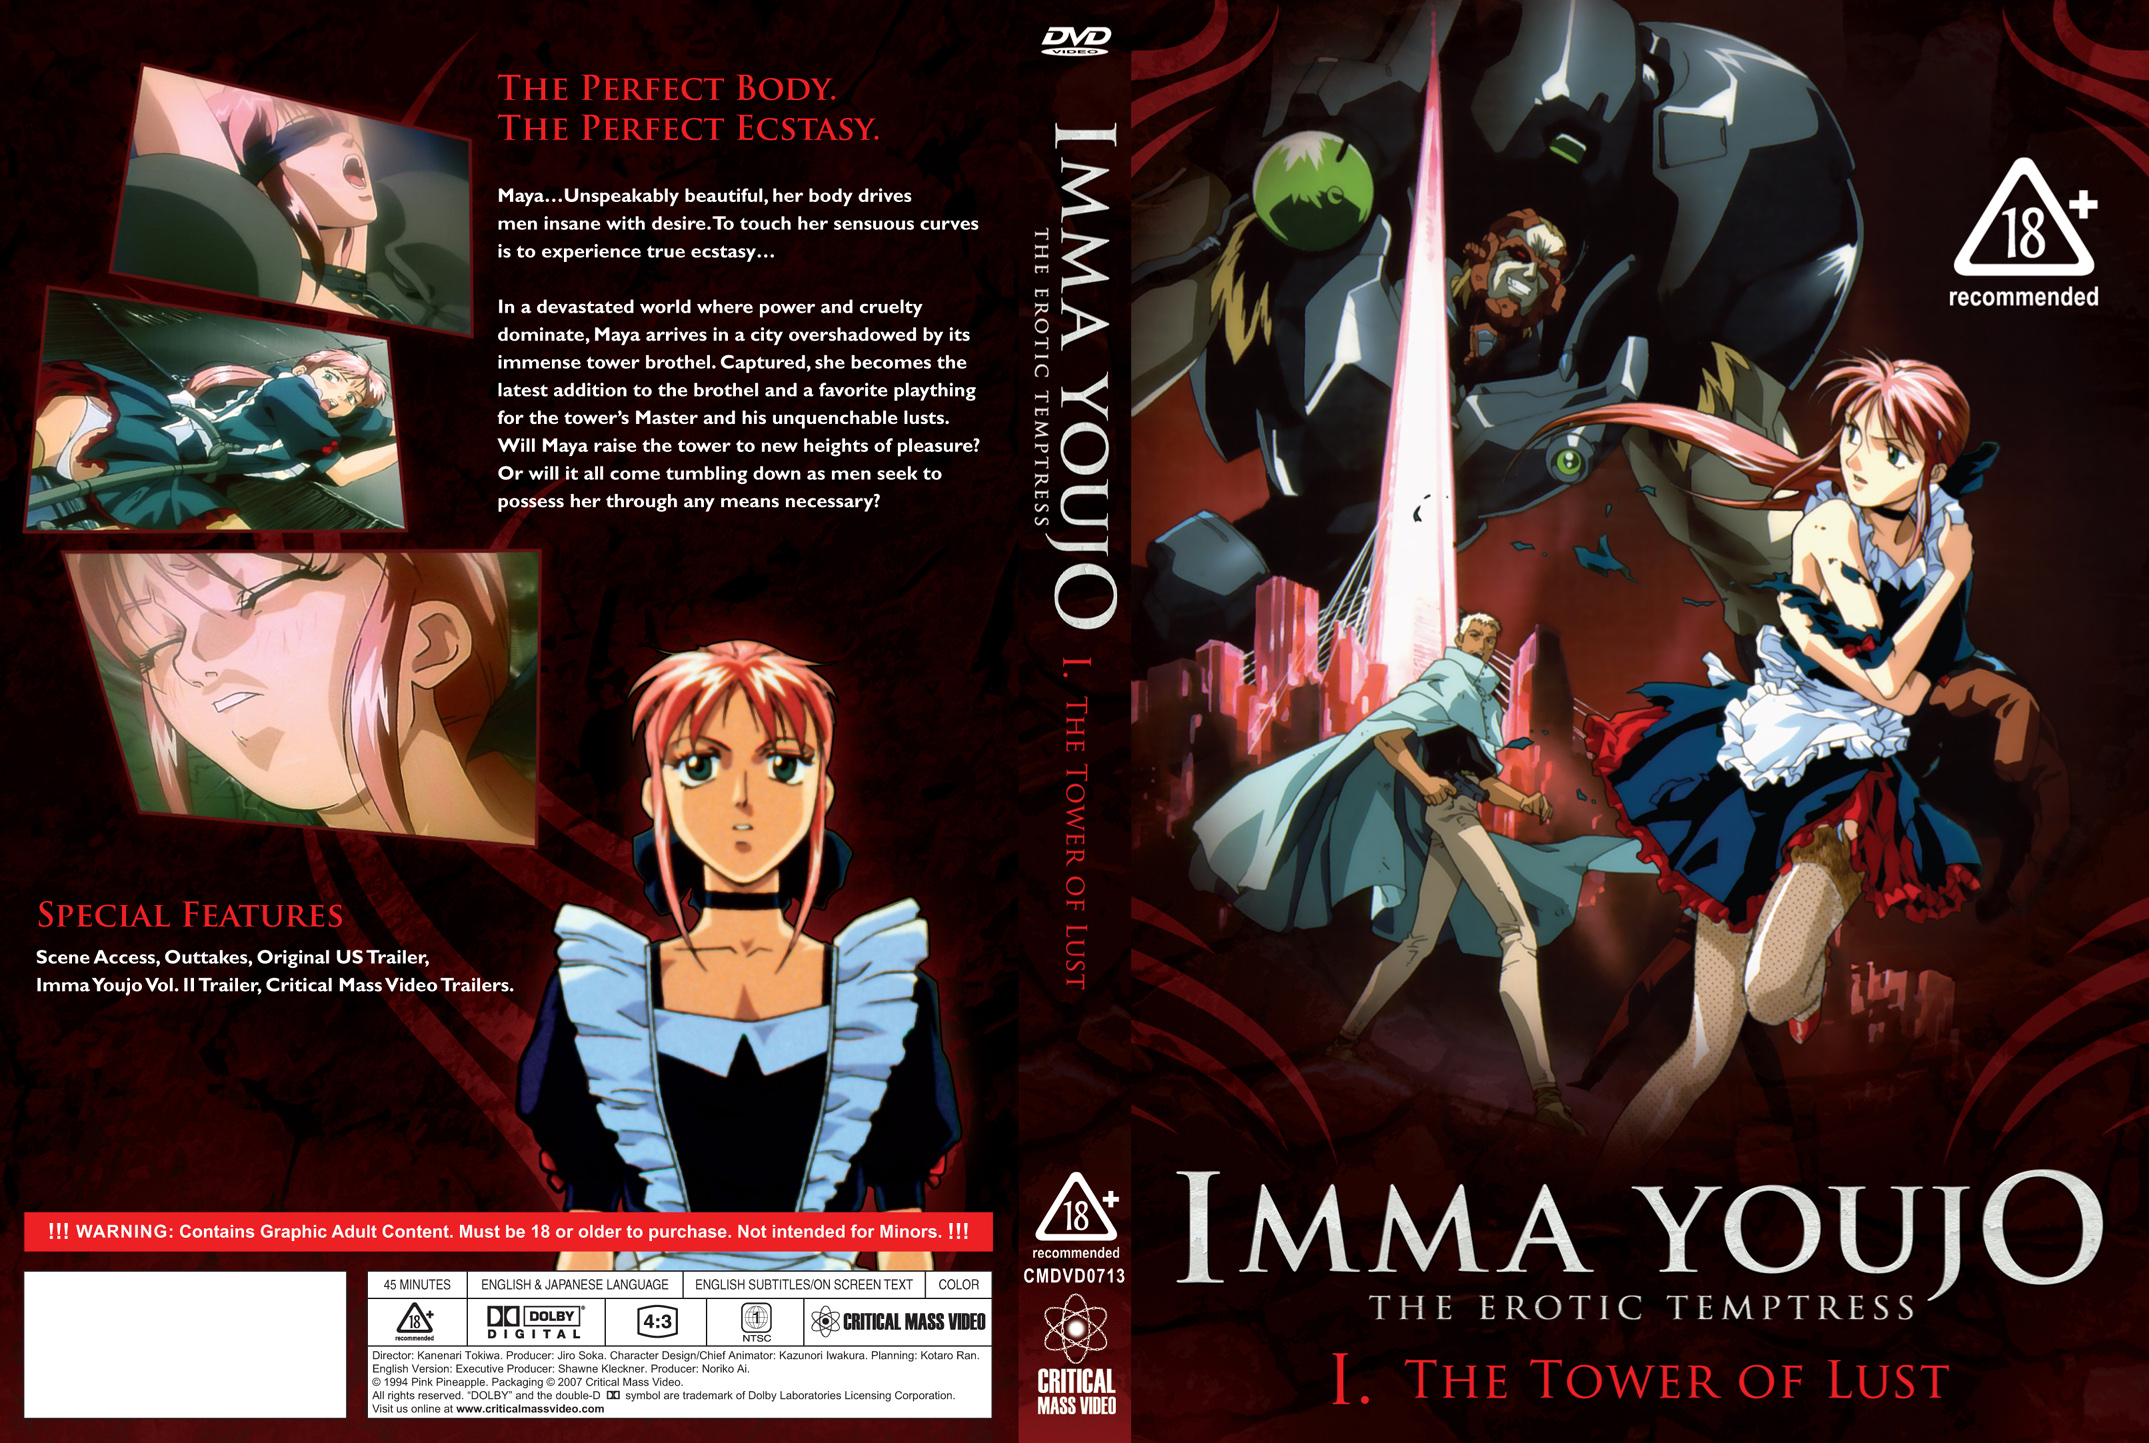 THE PERFECT BODY.
THE PERFECT ECSTASY.
Maya...Unspeakably beautiful, her body drives
men insane with desire. To touch her sensuous curves
is to experience true ecstasy...
In a devastated world where power and cruelty
dominate, Maya arrives in a city overshadowed by its
immense tower brothel. Captured, she becomes the
latest addition to the brothel and a favorite plaything
for the tower's Master and his unquenchable lusts.
Will Maya raise the tower to new heights of pleasure?
Or will it all come tumbling down as men seek to
possess her through any means necessary?
SPECIAL FEATURES
Scene Access, Outtakes, Original US Trailer,
Imma Youjo Vol. II Trailer, Critical Mass Video Trailers.
!!! WARNING: Contains Graphic Adult Content. Must be 18 or older to purchase. Not intended for Minors. !!!
45 MINUTES
ENGLISH & JAPANESE LANGUAGE
ENGLISH SUBTITLES/ON SCREEN TEXT
COLOR
18+
recommended
DOLBY®
DIGITAL
4:3
1
NTSC
CRITICAL MASS VIDEO
Director: Kanenari Tokiwa. Producer: Jiro Soka. Character Design/Chief Animator: Kazunori Iwakura. Planning: Kotaro Ran.
English Version: Executive Producer: Shawne Kleckner. Producer: Noriko Ai.
© 1994 Pink Pineapple. Packaging © 2007 Critical Mass Video.
All rights reserved. "DOLBY" and the double-D symbol are trademark of Dolby Laboratories Licensing Corporation.
Visit us online at www.criticalmassvideo.com
DVD
VIDEO
IMMA YOUJO
THE EROTIC TEMPTRESS
I. THE TOWER OF LUST
18+
recommended
CMDVD0713
CRITICAL
MASS VIDEO
18+
recommended
IMMA YOUJO
THE EROTIC TEMPTRESS
I. THE TOWER OF LUST